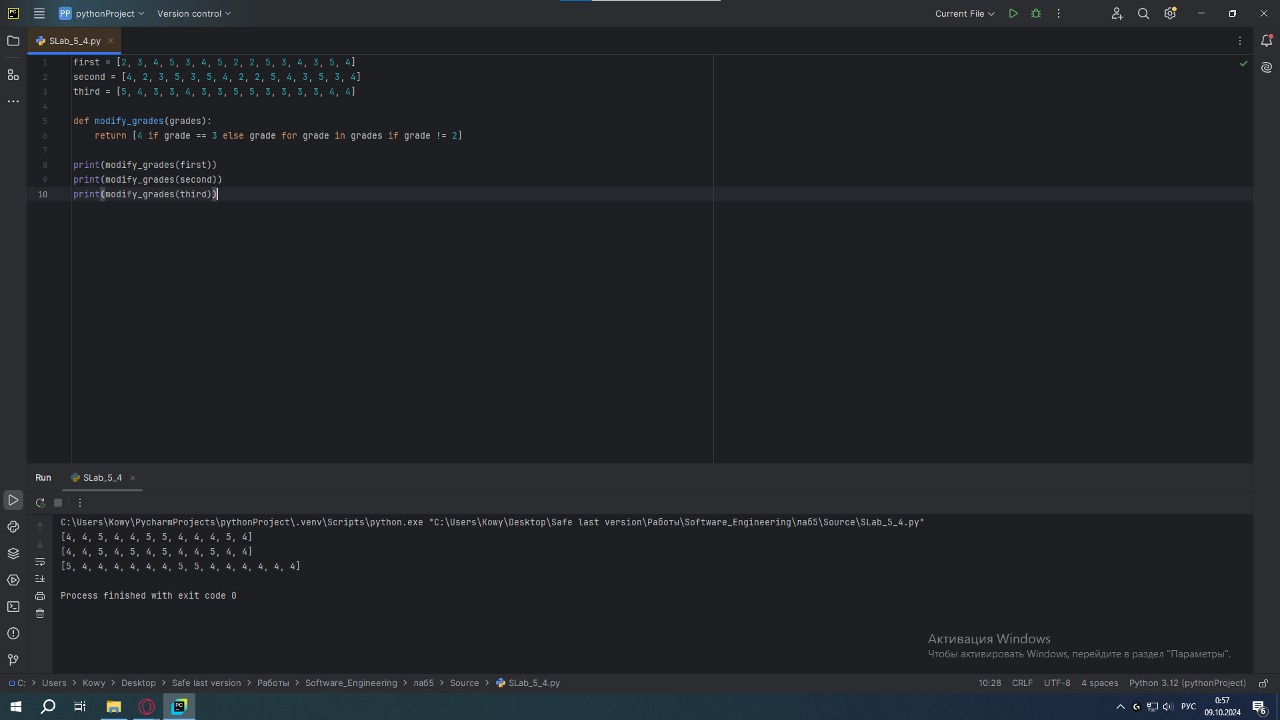 PC PP pythonProject Version control Current File
SLab_5_4.py
1 first = [2, 3, 4, 5, 3, 4, 5, 2, 2, 5, 3, 4, 3, 5, 4]
2 second = [4, 2, 3, 5, 3, 5, 4, 2, 2, 5, 4, 3, 5, 3, 4]
3 third = [5, 4, 3, 3, 4, 3, 3, 5, 5, 3, 3, 3, 3, 4, 4]
4
5 def modify_grades(grades):
6 return [4 if grade == 3 else grade for grade in grades if grade != 2]
7
8 print(modify_grades(first))
9 print(modify_grades(second))
10 print(modify_grades(third))
Run SLab_5_4
C:\Users\Kowy\PycharmProjects\pythonProject\.venv\Scripts\python.exe "C:\Users\Kowy\Desktop\Safe last version\Работы\Software_Engineering\лаб5\Source\SLab_5_4.py"
[4, 4, 5, 4, 4, 5, 5, 4, 4, 4, 5, 4]
[4, 4, 5, 4, 5, 4, 5, 4, 4, 5, 4, 4]
[5, 4, 4, 4, 4, 4, 4, 5, 5, 4, 4, 4, 4, 4, 4]
Process finished with exit code 0
Активация Windows
Чтобы активировать Windows, перейдите в раздел "Параметры".
C: > Users > Kowy > Desktop > Safe last version > Работы > Software_Engineering > лаб5 > Source > SLab_5_4.py 10:28 CRLF UTF-8 4 spaces Python 3.12 (pythonProject)
PC РУС 0:57
09.10.2024 6